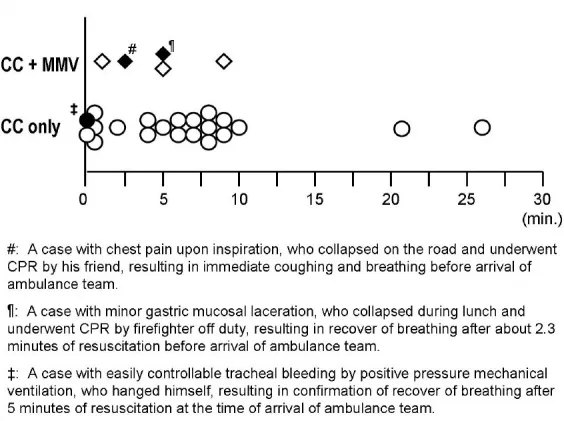 #
¶
CC + MMV
‡
CC only
0 5 10 15 20 25 30
(min.)
#: A case with chest pain upon inspiration, who collapsed on the road and underwent
CPR by his friend, resulting in immediate coughing and breathing before arrival of
ambulance team.
¶: A case with minor gastric mucosal laceration, who collapsed during lunch and
underwent CPR by firefighter off duty, resulting in recover of breathing after about 2.3
minutes of resuscitation before arrival of ambulance team.
‡: A case with easily controllable tracheal bleeding by positive pressure mechanical
ventilation, who hanged himself, resulting in confirmation of recover of breathing after
5 minutes of resuscitation at the time of arrival of ambulance team.